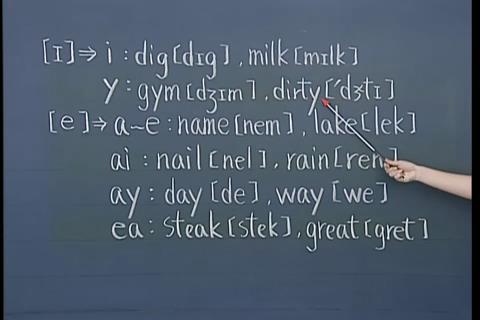 [ɪ]⇒ i : dig[dɪg] , milk[mɪlk]
y : gym[dʒɪm] , dirty[ˈdɝtɪ]
[e]⇒ a~e : name[nem] , lake[lek]
ai : nail[nel] , rain[ren]
ay : day[de] , way[we]
ea : steak[stek] , great[gret]